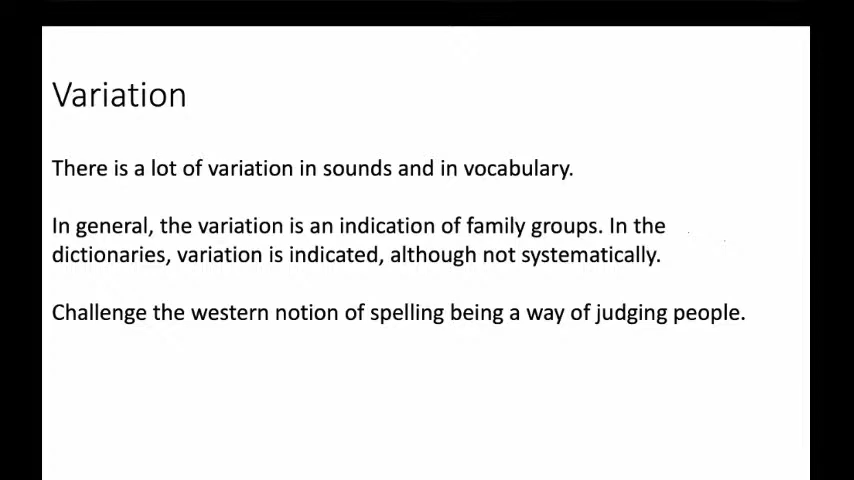 Variation
There is a lot of variation in sounds and in vocabulary.
In general, the variation is an indication of family groups. In the
dictionaries, variation is indicated, although not systematically.
Challenge the western notion of spelling being a way of judging people.